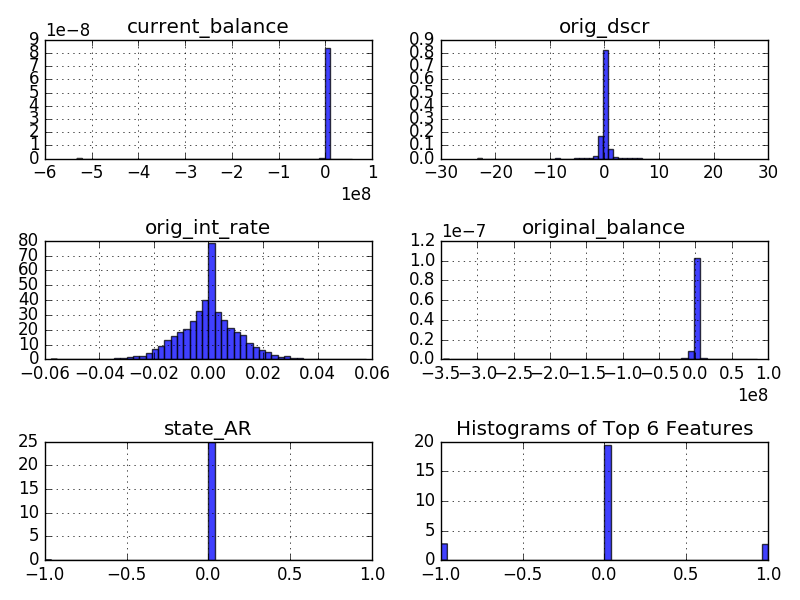 current_balance
1e−8
9
8
7
6
5
4
3
2
1
0
−6 −5 −4 −3 −2 −1 0 1
1e8
orig_dscr
0.9
0.8
0.7
0.6
0.5
0.4
0.3
0.2
0.1
0.0
−30 −20 −10 0 10 20 30
orig_int_rate
80
70
60
50
40
30
20
10
0
−0.06 −0.04 −0.02 0.00 0.02 0.04 0.06
original_balance
1e−7
1.2
1.0
0.8
0.6
0.4
0.2
0.0
−3.5 −3.0 −2.5 −2.0 −1.5 −1.0 −0.5 0.0 0.5 1.0
1e8
state_AR
25
20
15
10
5
0
−1.0 −0.5 0.0 0.5 1.0
Histograms of Top 6 Features
20
15
10
5
0
−1.0 −0.5 0.0 0.5 1.0